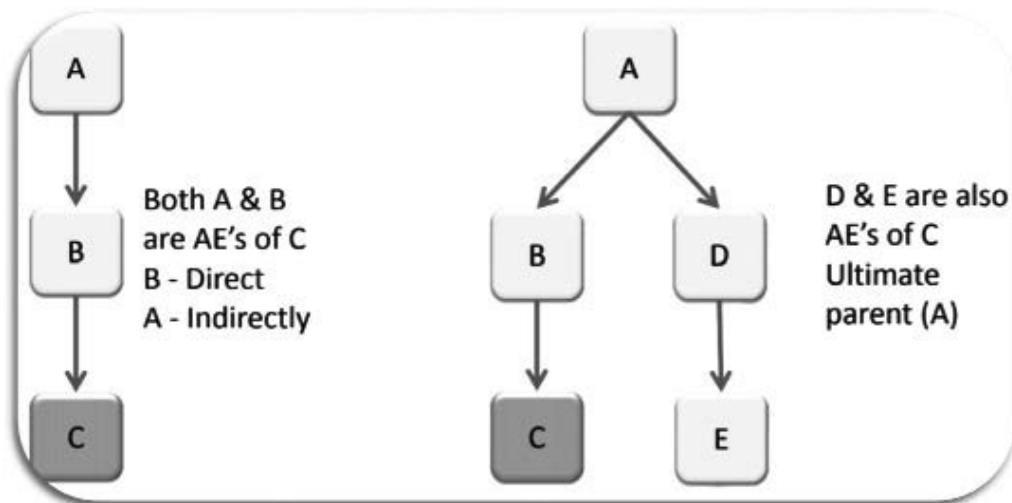 A
B
C
Both A & B
are AE's of C
B - Direct
A - Indirectly
A
B
D
C
E
D & E are also
AE's of C
Ultimate
parent (A)